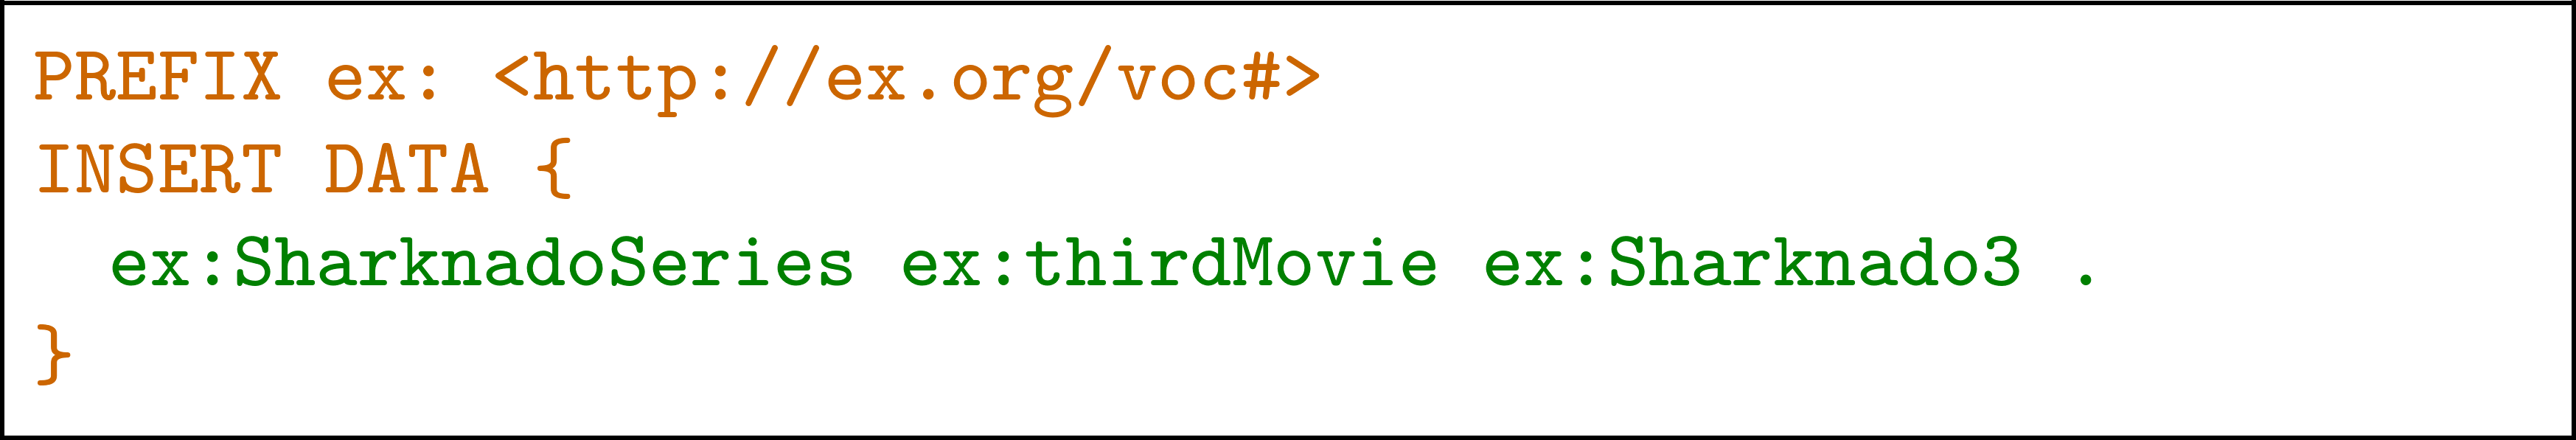 PREFIX ex: <http://ex.org/voc#>
INSERT DATA {
  ex:SharknadoSeries ex:thirdMovie ex:Sharknado3 .
}